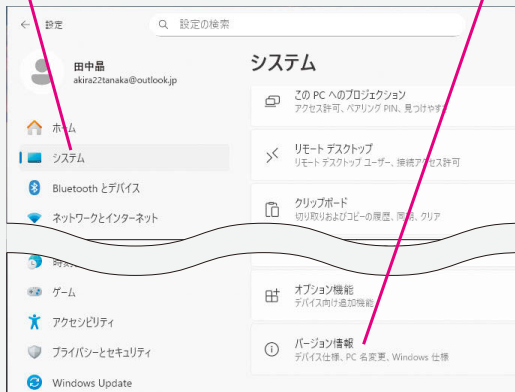 設定
設定の検索
田中晶
akira22tanaka@outlook.jp
ホーム
システム
Bluetooth とデバイス
ネットワークとインターネット
ゲーム
アクセシビリティ
プライバシーとセキュリティ
Windows Update
システム
この PC へのプロジェクション
アクセス許可、ペアリング PIN、見つけやすさ
リモート デスクトップ
リモート デスクトップ ユーザー、接続アクセス許可
クリップボード
切り取りおよびコピーの履歴、同期、クリア
オプション機能
デバイス向け追加機能
バージョン情報
デバイス仕様、PC 名変更、Windows 仕様